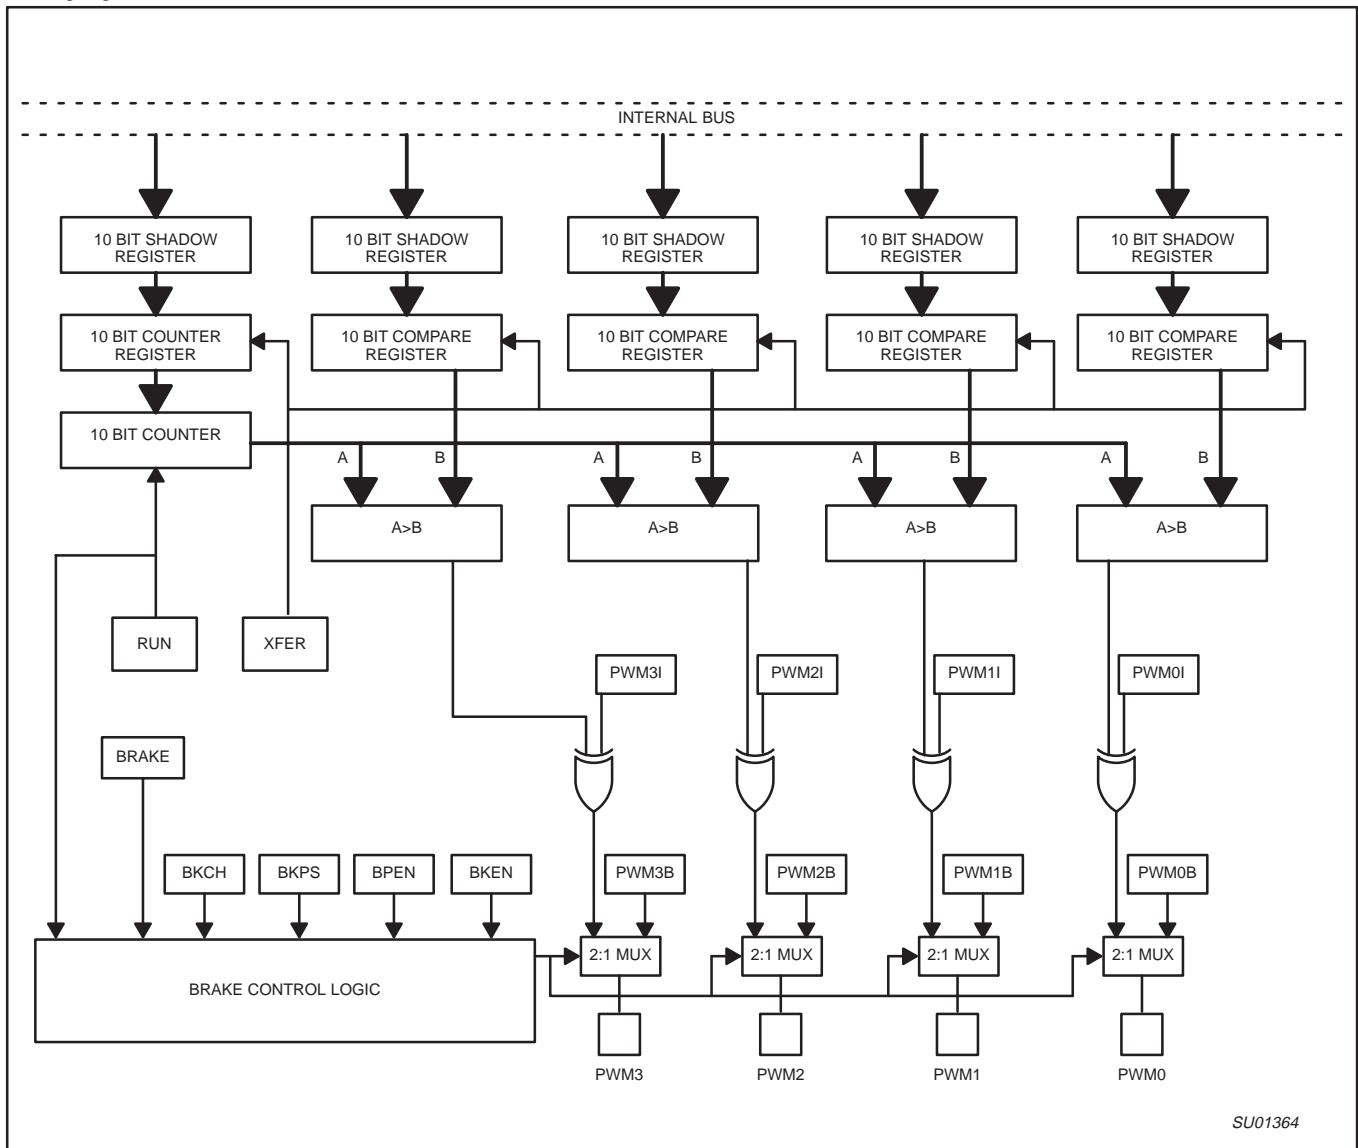 INTERNAL BUS
10 BIT SHADOW
REGISTER
10 BIT SHADOW
REGISTER
10 BIT SHADOW
REGISTER
10 BIT SHADOW
REGISTER
10 BIT SHADOW
REGISTER
10 BIT COUNTER
REGISTER
10 BIT COMPARE
REGISTER
10 BIT COMPARE
REGISTER
10 BIT COMPARE
REGISTER
10 BIT COMPARE
REGISTER
10 BIT COUNTER
A
B
A
B
A
B
A
B
A>B
A>B
A>B
A>B
RUN
XFER
PWM3I
PWM2I
PWM1I
PWM0I
BRAKE
BKCH
BKPS
BPEN
BKEN
PWM3B
PWM2B
PWM1B
PWM0B
BRAKE CONTROL LOGIC
2:1 MUX
2:1 MUX
2:1 MUX
2:1 MUX
PWM3
PWM2
PWM1
PWM0
SU01364